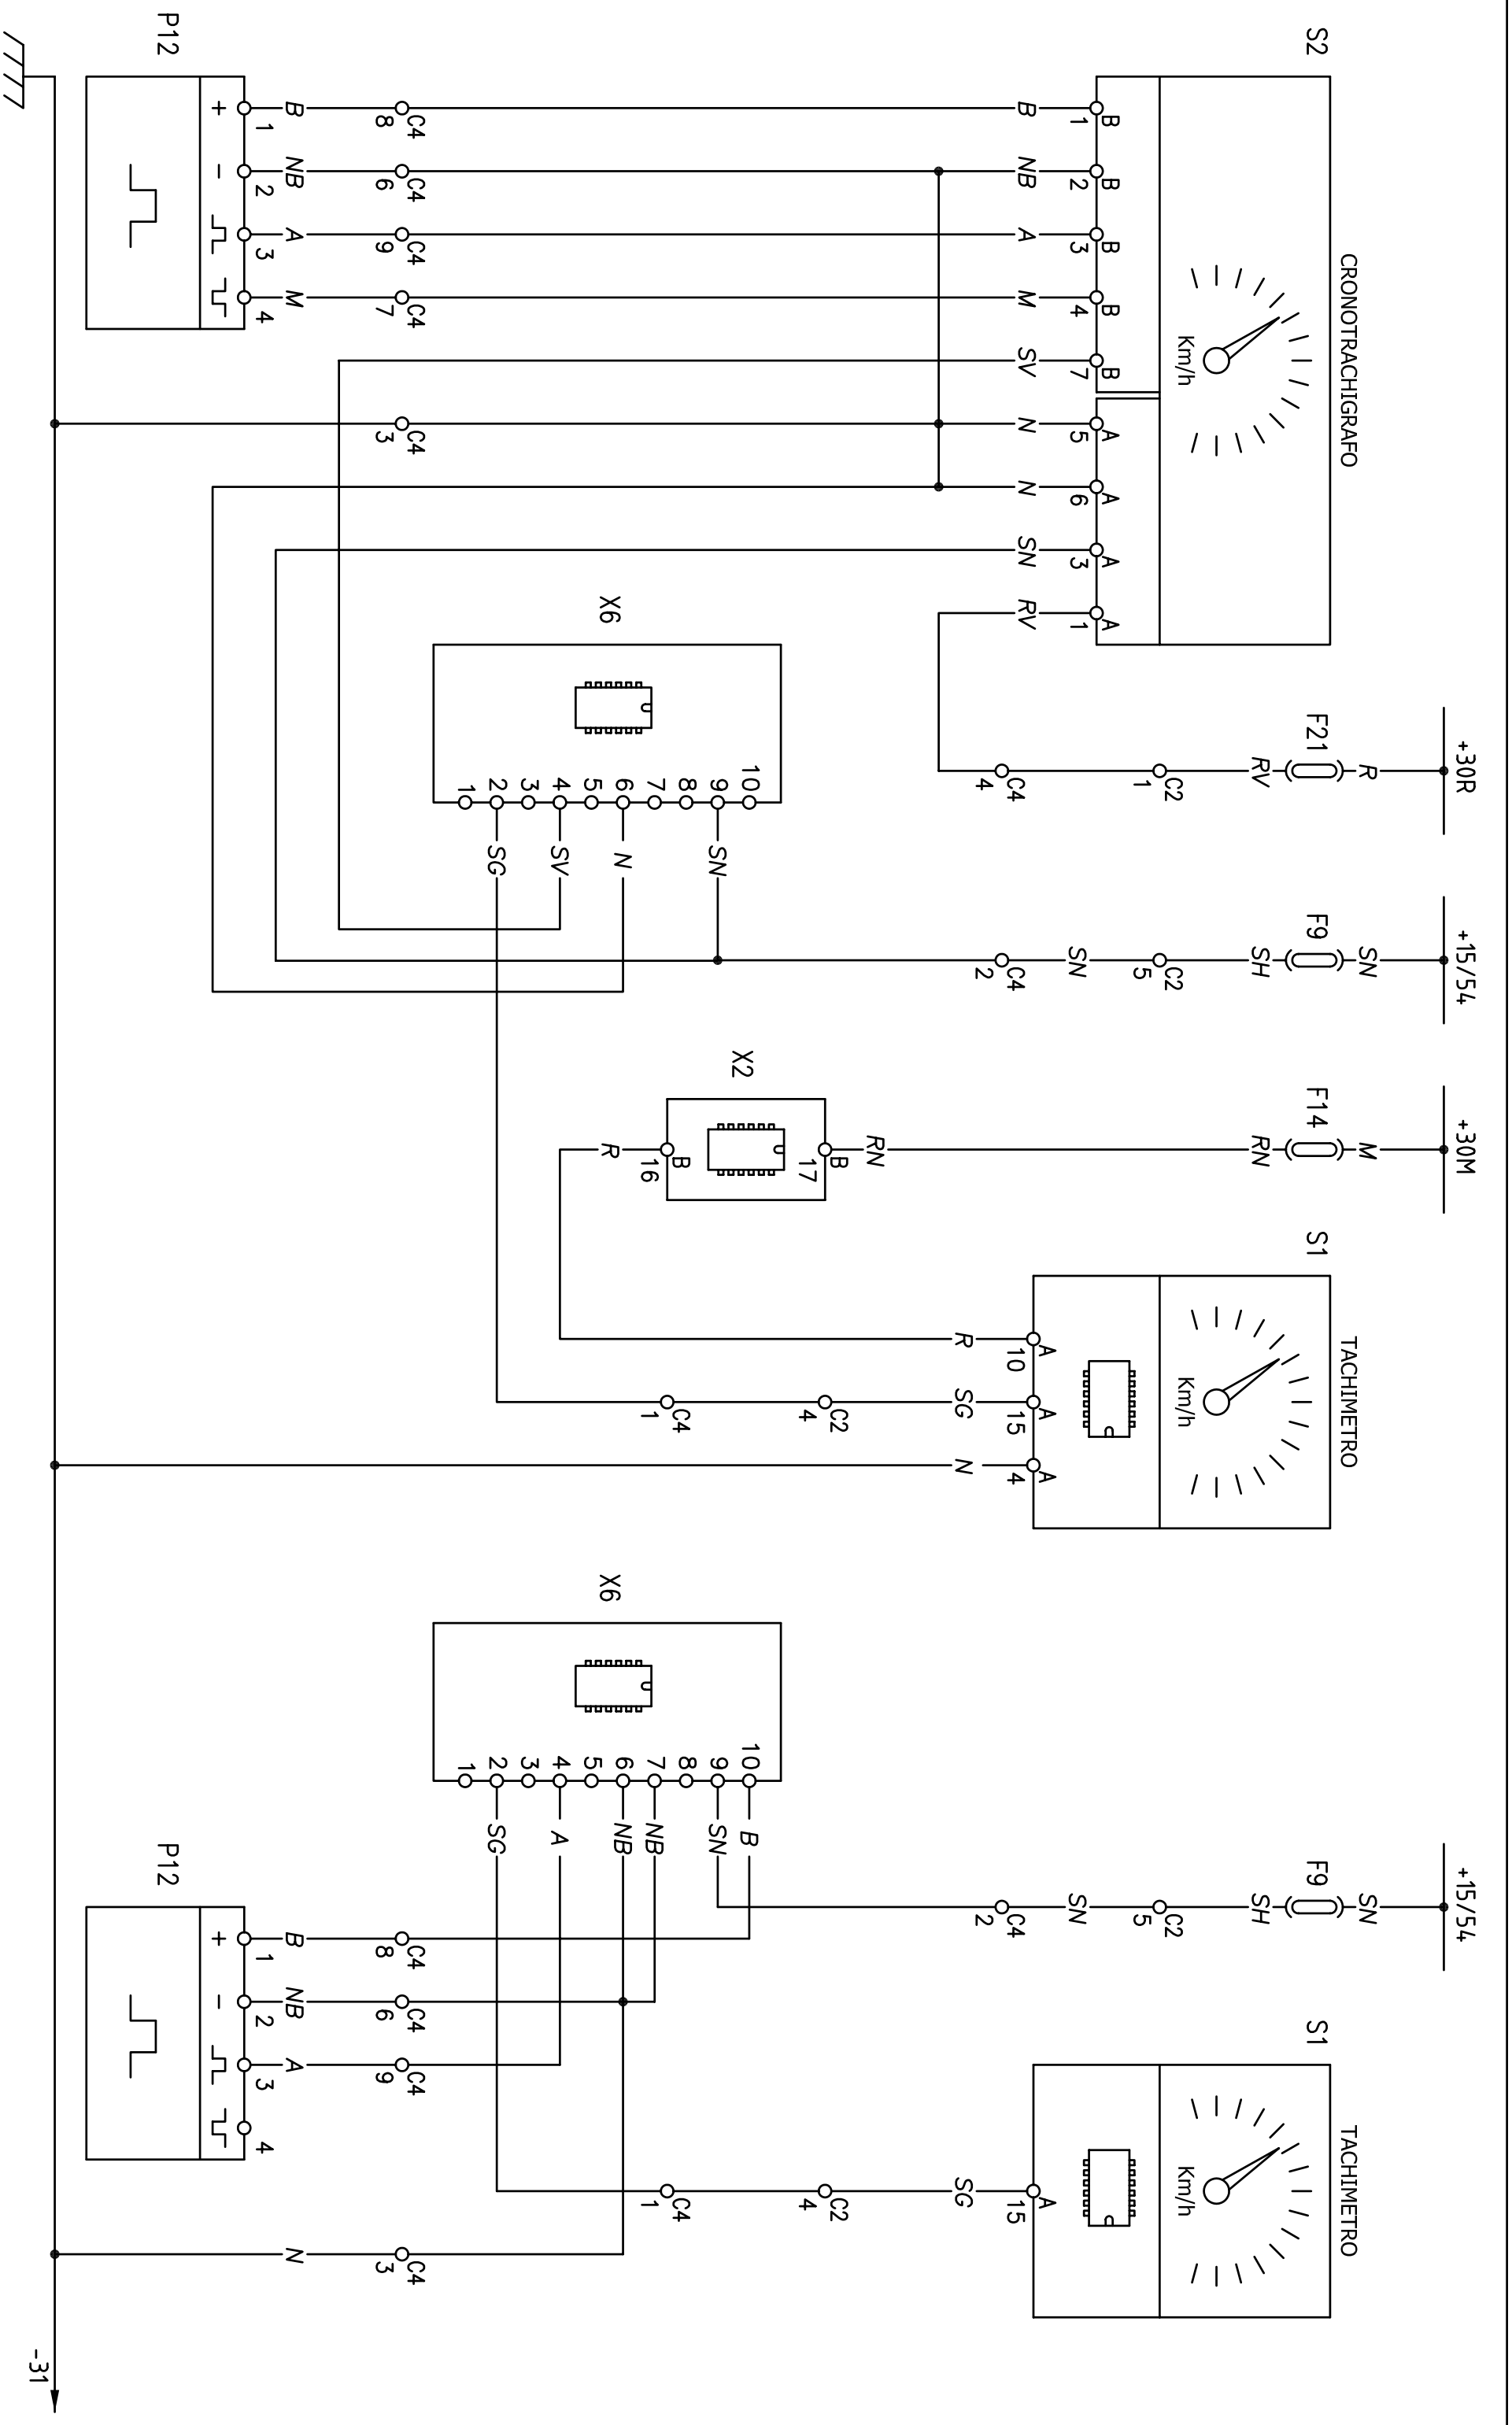 +30R
+15/54
+30M
+15/54
R
SN
M
SN
F21
F9
F14
F9
RV
SH
RN
SH
C2
1
C2
5
C2
5
SN
SN
C4
4
C4
2
C4
2
S2
CRONOTRACHIGRAFO
Km/h
B
1
B
2
B
3
B
4
B
7
A
5
A
6
A
3
A
1
B
NB
A
M
SV
N
N
SN
RV
S1
TACHIMETRO
Km/h
A
10
A
15
A
4
R
SG
N
C2
4
C4
1
S1
TACHIMETRO
Km/h
A
15
SG
C2
4
C4
1
X2
RN
B
17
B
16
R
X6
1
2
3
4
5
6
7
8
9
10
SG
SV
N
SN
X6
1
2
3
4
5
6
7
8
9
10
SG
A
NB
NB
SN
B
C4
8
C4
6
C4
9
C4
7
C4
3
B
NB
A
M
P12
+
-
1
2
3
4
C4
8
C4
6
C4
9
C4
3
B
NB
A
N
P12
+
-
1
2
3
4
-31